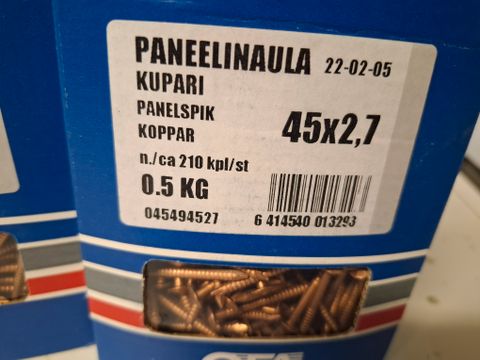 PANEELINAULA 22-02-05
KUPARI
PANELSPIK
KOPPAR
45x2,7
n./ca 210 kpl/st
0.5 KG
045494527
6 414540 013293